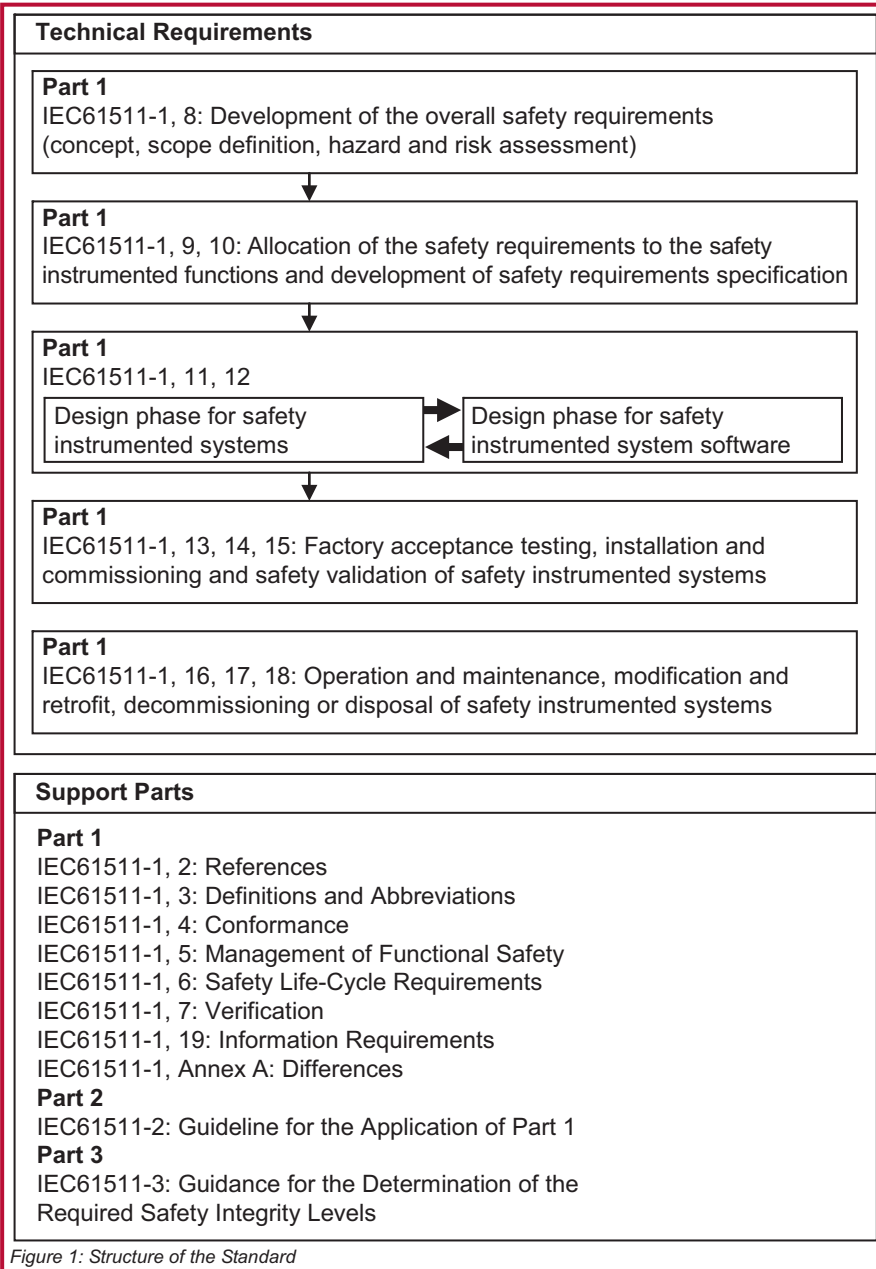 Technical Requirements
Part 1
IEC61511-1, 8: Development of the overall safety requirements
(concept, scope definition, hazard and risk assessment)
Part 1
IEC61511-1, 9, 10: Allocation of the safety requirements to the safety
instrumented functions and development of safety requirements specification
Part 1
IEC61511-1, 11, 12
Design phase for safety
instrumented systems
Design phase for safety
instrumented system software
Part 1
IEC61511-1, 13, 14, 15: Factory acceptance testing, installation and
commissioning and safety validation of safety instrumented systems
Part 1
IEC61511-1, 16, 17, 18: Operation and maintenance, modification and
retrofit, decommissioning or disposal of safety instrumented systems
Support Parts
Part 1
IEC61511-1, 2: References
IEC61511-1, 3: Definitions and Abbreviations
IEC61511-1, 4: Conformance
IEC61511-1, 5: Management of Functional Safety
IEC61511-1, 6: Safety Life-Cycle Requirements
IEC61511-1, 7: Verification
IEC61511-1, 19: Information Requirements
IEC61511-1, Annex A: Differences
Part 2
IEC61511-2: Guideline for the Application of Part 1
Part 3
IEC61511-3: Guidance for the Determination of the
Required Safety Integrity Levels
Figure 1: Structure of the Standard